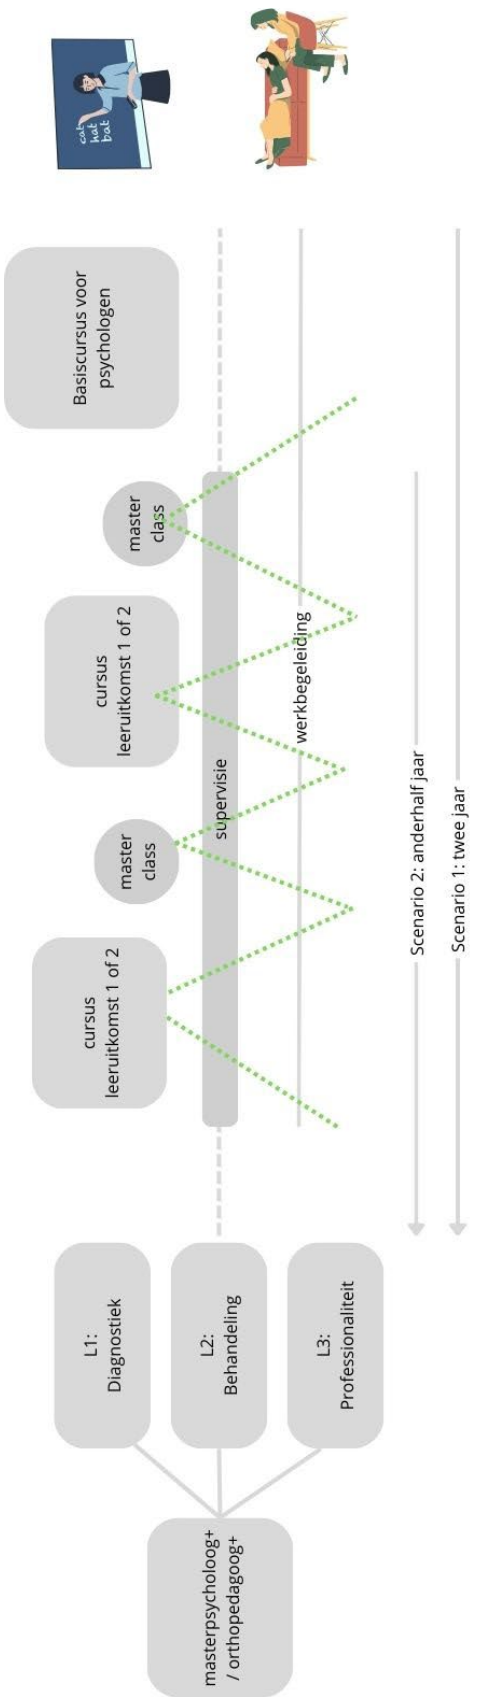 masterpsycholoog+
/ orthopedagoog+
L1:
Diagnostiek
L2:
Behandeling
L3:
Professionaliteit
cursus
leeruitkomst 1 of 2
master
class
cursus
leeruitkomst 1 of 2
master
class
Basiscursus voor
psychologen
cat
hat
bat
supervisie
werkbegeleiding
Scenario 2: anderhalf jaar
Scenario 1: twee jaar